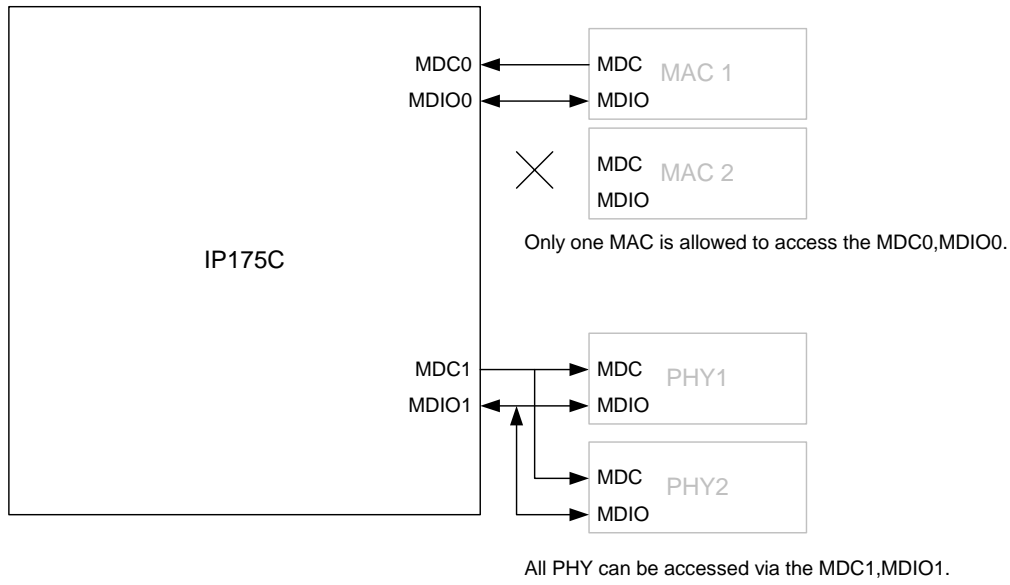 MDC0
MDIO0
MDC
MAC 1
MDIO
MDC
MAC 2
MDIO
Only one MAC is allowed to access the MDC0,MDIO0.
IP175C
MDC1
MDIO1
MDC
PHY1
MDIO
MDC
PHY2
MDIO
All PHY can be accessed via the MDC1,MDIO1.